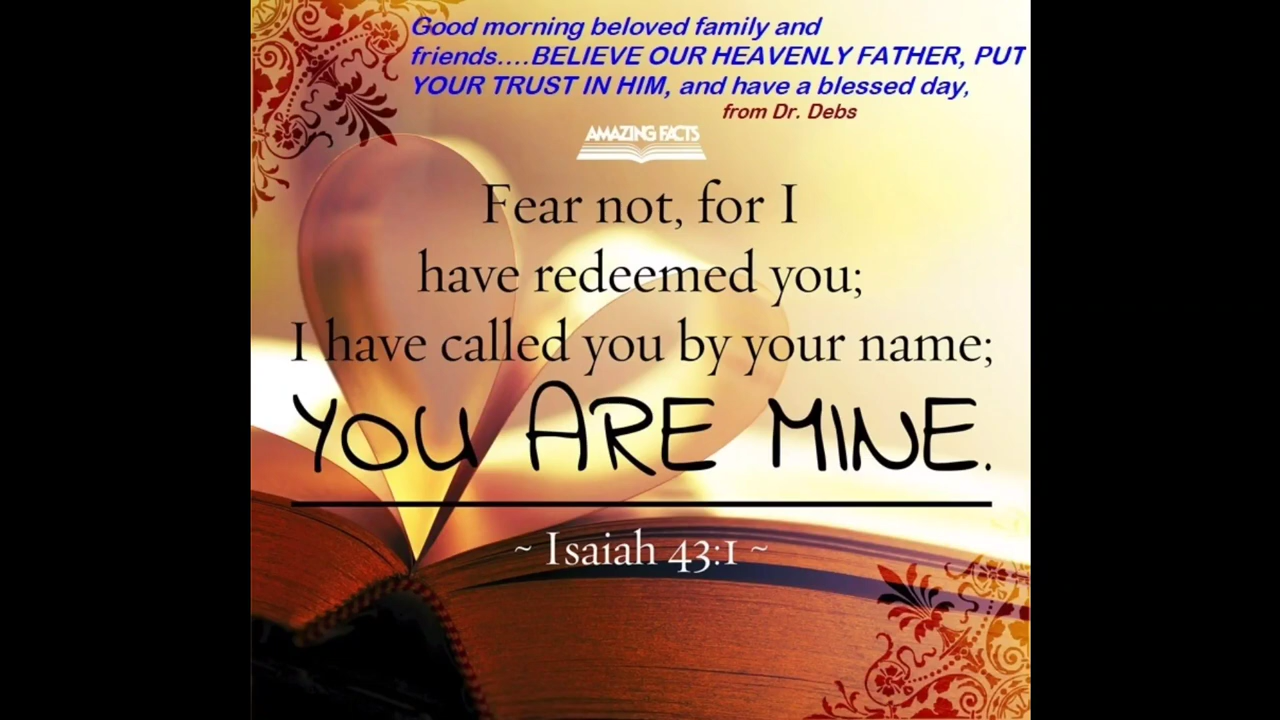 Good morning beloved family and
friends....BELIEVE OUR HEAVENLY FATHER, PUT
YOUR TRUST IN HIM, and have a blessed day,
from Dr. Debs
AMAZING FACTS
Fear not, for I
have redeemed you;
I have called you by your name;
YOU ARE MINE.
~ Isaiah 43:1 ~